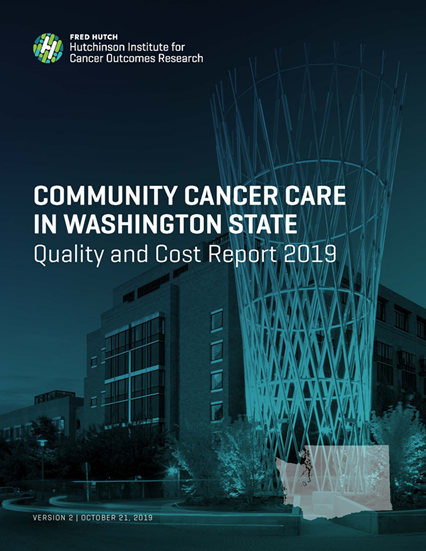 FRED HUTCH
Hutchinson Institute for
Cancer Outcomes Research
COMMUNITY CANCER CARE
IN WASHINGTON STATE
Quality and Cost Report 2019
VERSION 2 | OCTOBER 21, 2019